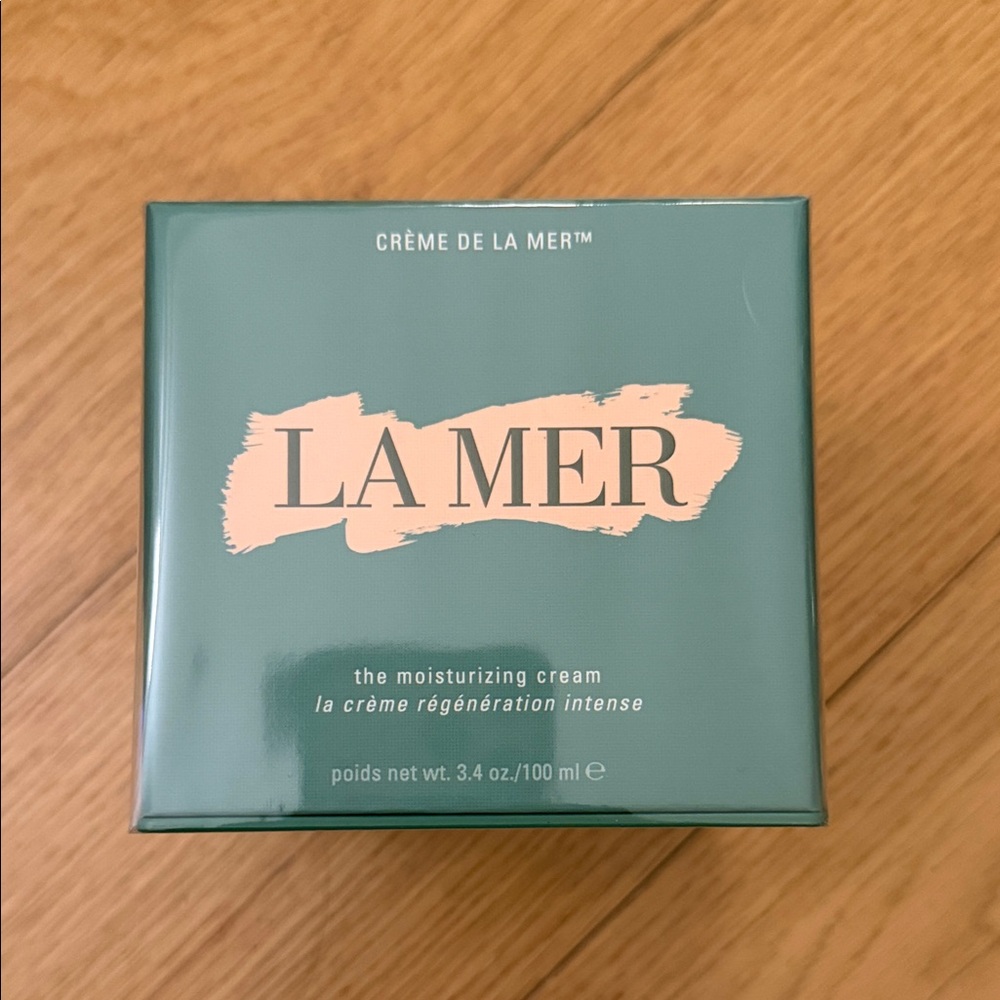 CRÈME DE LA MER™
LA MER
the moisturizing cream
la crème régénération intense
poids net wt. 3.4 oz./100 ml ℮